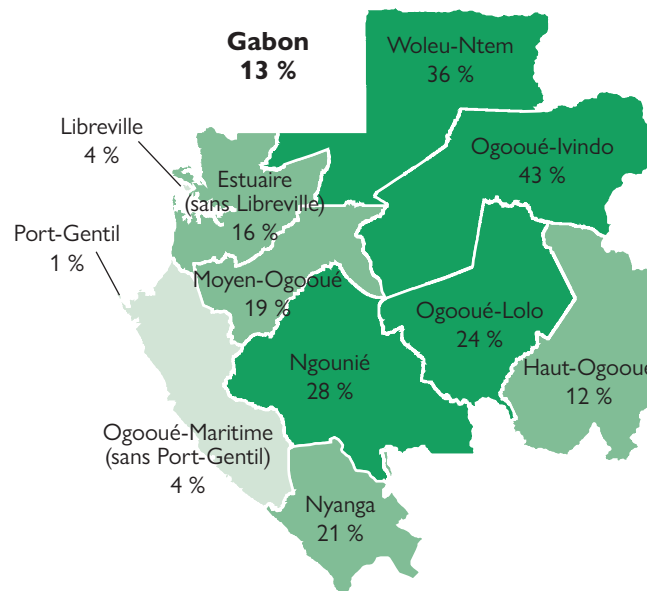 Gabon
13 %
Woleu-Ntem
36 %
Libreville
4 %
Ogooué-Ivindo
43 %
Estuaire
(sans Libreville)
16 %
Port-Gentil
1 %
Moyen-Ogooué
19 %
Ogooué-Lolo
24 %
Ngounié
28 %
Haut-Ogooué
12 %
Ogooué-Maritime
(sans Port-Gentil)
4 %
Nyanga
21 %